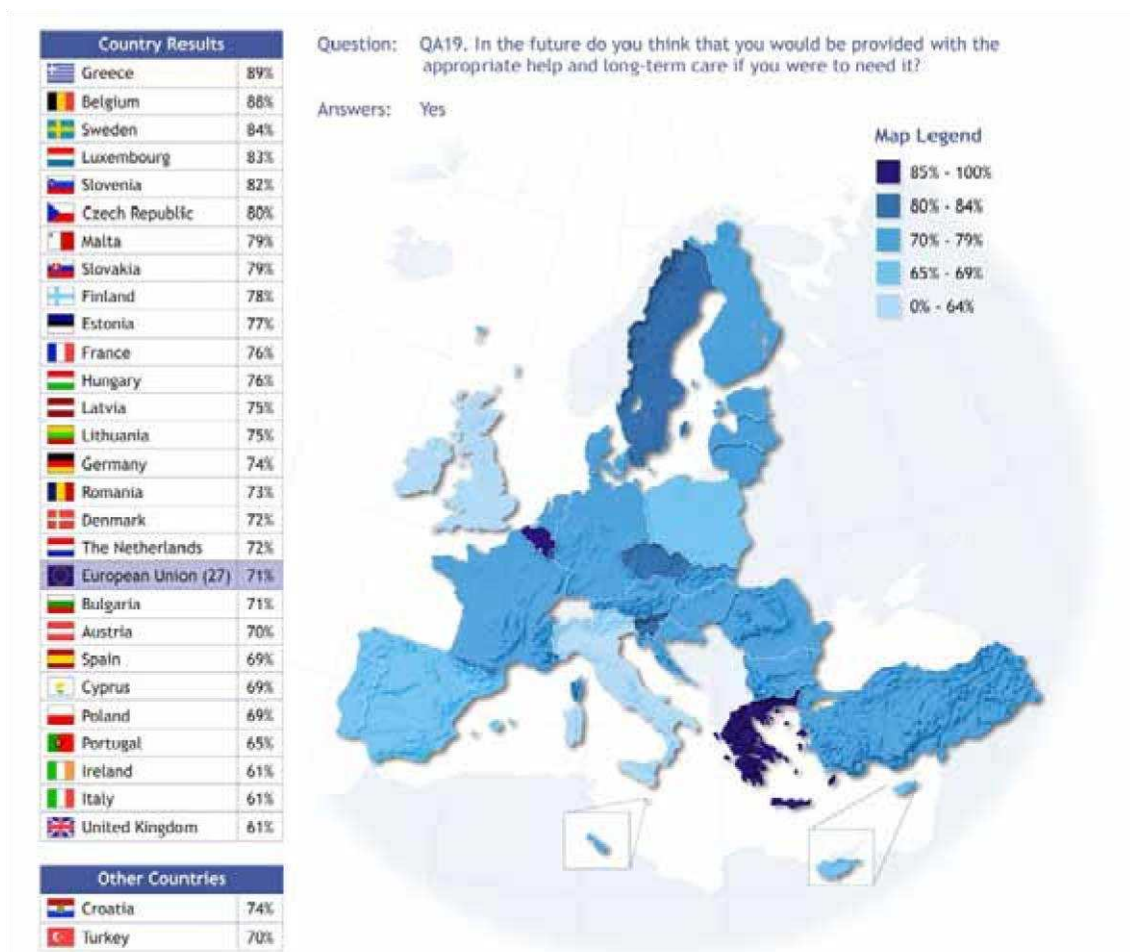 Country Results
Greece 89%
Belgium 88%
Sweden 84%
Luxembourg 83%
Slovenia 82%
Czech Republic 80%
Malta 79%
Slovakia 79%
Finland 78%
Estonia 77%
France 76%
Hungary 76%
Latvia 75%
Lithuania 75%
Germany 74%
Romania 73%
Denmark 72%
The Netherlands 72%
European Union (27) 71%
Bulgaria 71%
Austria 70%
Spain 69%
Cyprus 69%
Poland 69%
Portugal 65%
Ireland 61%
Italy 61%
United Kingdom 61%
Other Countries
Croatia 74%
Turkey 70%
Question: QA19. In the future do you think that you would be provided with the
appropriate help and long-term care if you were to need it?
Answers: Yes
Map Legend
85% - 100%
80% - 84%
70% - 79%
65% - 69%
0% - 64%